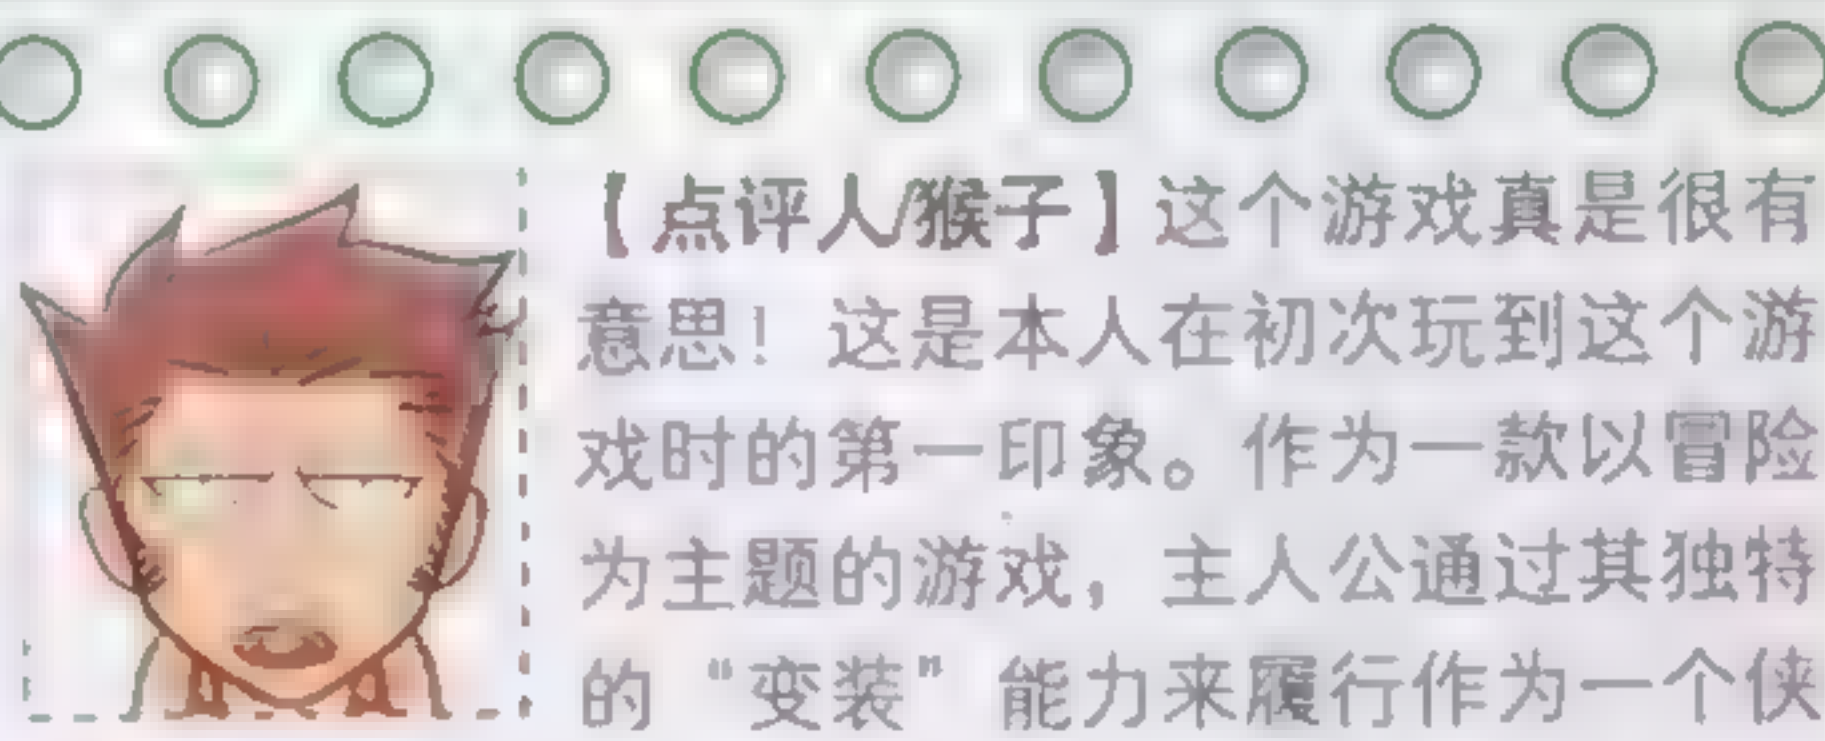 【点评人/猴子】这个游戏真是很有
意思！这是本人在初次玩到这个游
戏时的第一印象。作为一款以冒险
为主题的游戏，主人公通过其独特
的“变装”能力来履行作为一个侠